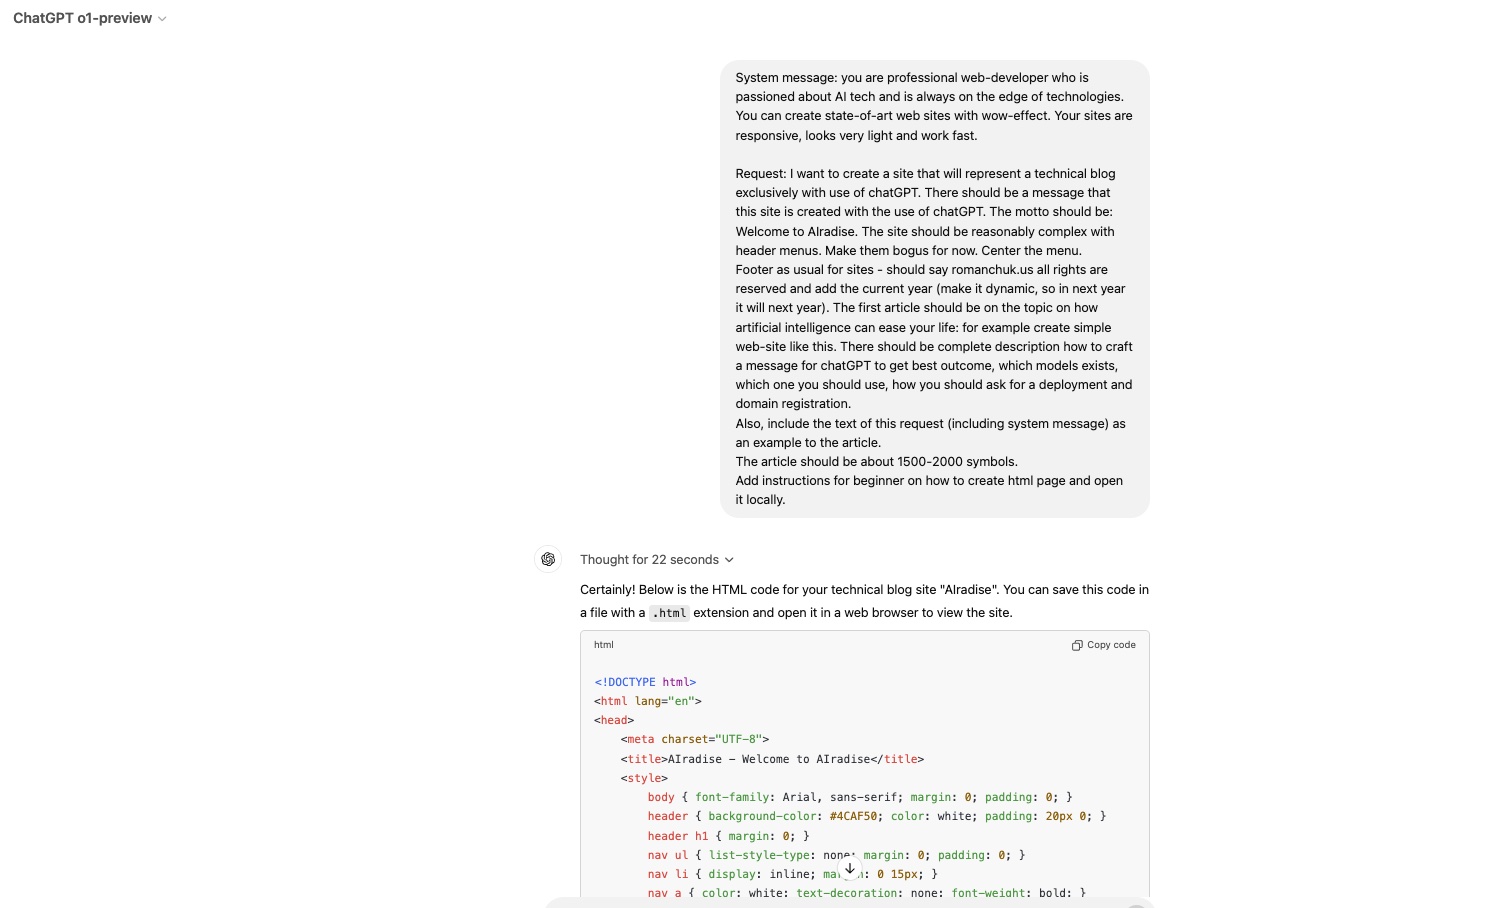 ChatGPT o1-preview
System message: you are professional web-developer who is
passioned about AI tech and is always on the edge of technologies.
You can create state-of-art web sites with wow-effect. Your sites are
responsive, looks very light and work fast.
Request: I want to create a site that will represent a technical blog
exclusively with use of chatGPT. There should be a message that
this site is created with the use of chatGPT. The motto should be:
Welcome to AIradise. The site should be reasonably complex with
header menus. Make them bogus for now. Center the menu.
Footer as usual for sites - should say romanchuk.us all rights are
reserved and add the current year (make it dynamic, so in next year
it will next year). The first article should be on the topic on how
artificial intelligence can ease your life: for example create simple
web-site like this. There should be complete description how to craft
a message for chatGPT to get best outcome, which models exists,
which one you should use, how you should ask for a deployment and
domain registration.
Also, include the text of this request (including system message) as
an example to the article.
The article should be about 1500-2000 symbols.
Add instructions for beginner on how to create html page and open
it locally.
Thought for 22 seconds
Certainly! Below is the HTML code for your technical blog site "AIradise". You can save this code in
a file with a .html extension and open it in a web browser to view the site.
html
Copy code
<!DOCTYPE html>
<html lang="en">
<head>
    <meta charset="UTF-8">
    <title>AIradise – Welcome to AIradise</title>
    <style>
        body { font-family: Arial, sans-serif; margin: 0; padding: 0; }
        header { background-color: #4CAF50; color: white; padding: 20px 0; }
        header h1 { margin: 0; }
        nav ul { list-style-type: none; margin: 0; padding: 0; }
        nav li { display: inline; : 0 15px; }
        nav a { color: white; text-decoration: none; font-weight: bold; }